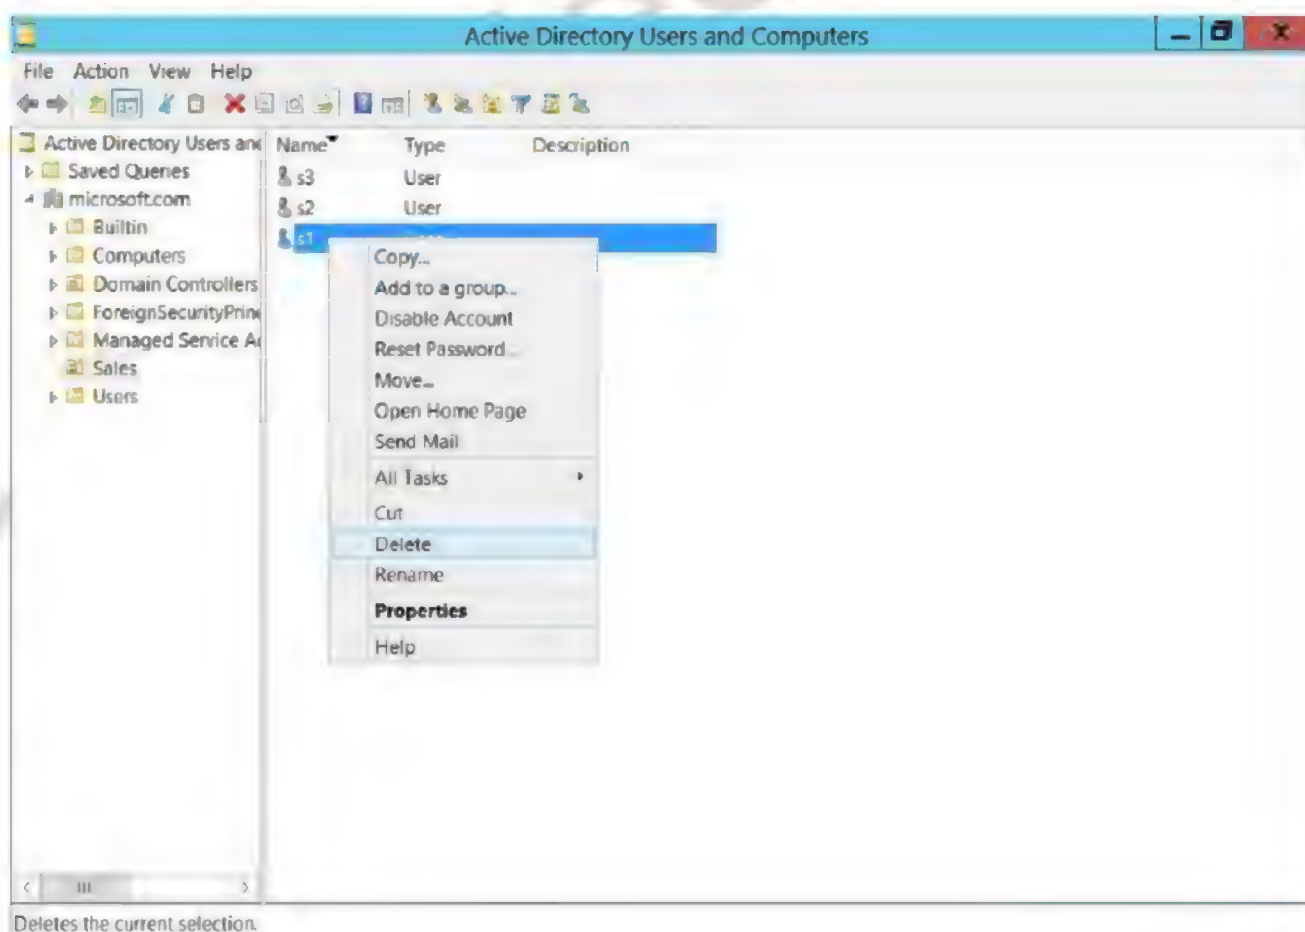 Active Directory Users and Computers
File Action View Help
Active Directory Users and
Saved Queries
microsoft.com
Builtin
Computers
Domain Controllers
ForeignSecurityPrin
Managed Service A
Sales
Users
Name Type Description
s3 User
s2 User
s1
Copy...
Add to a group...
Disable Account
Reset Password...
Move...
Open Home Page
Send Mail
All Tasks
Cut
Delete
Rename
Properties
Help
Deletes the current selection.